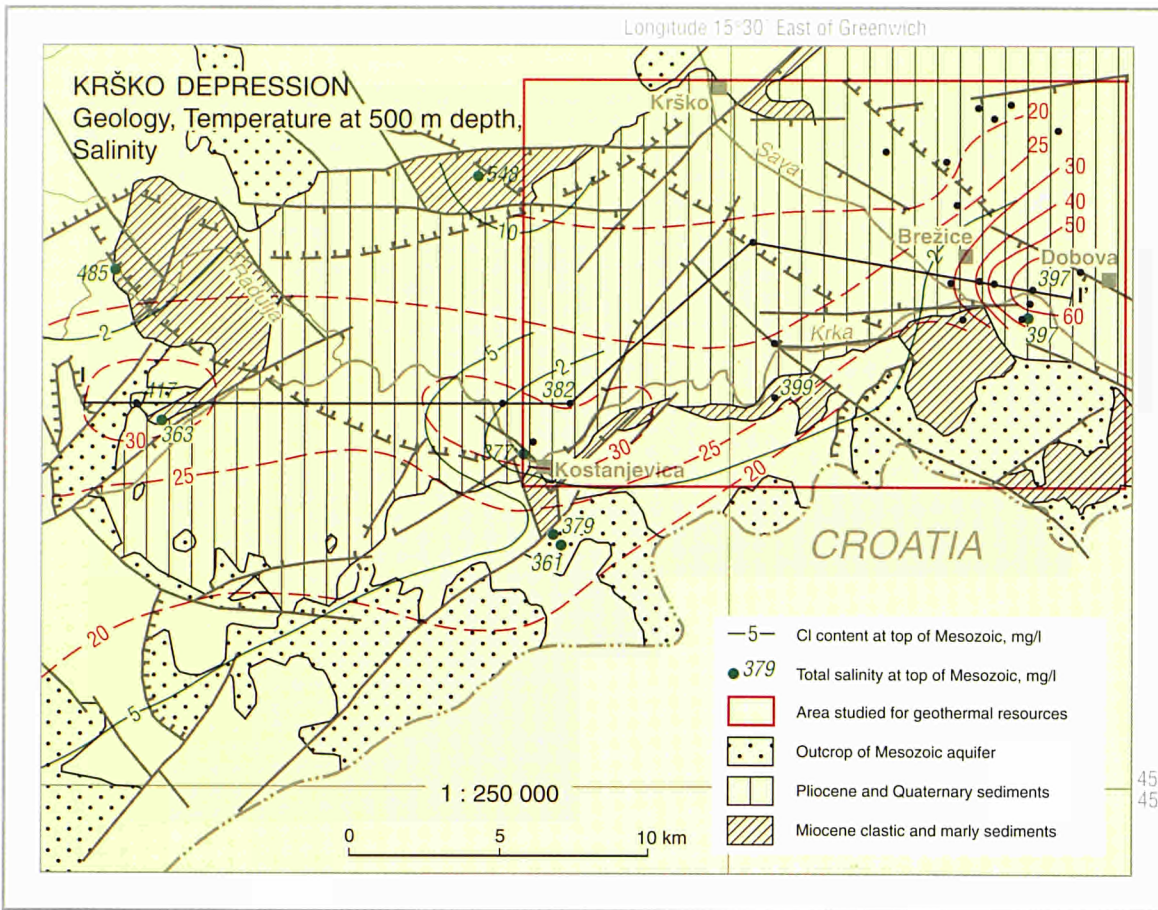 Longitude 15°30' East of Greenwich
KRŠKO DEPRESSION
Geology, Temperature at 500 m depth,
Salinity
Krško
Sava
20
25
30
40
50
548
10
Brežice
2
Dobova
397
I'
60
397
485
Radulja
2
Krka
5
2
I
417
382
399
363
30
25
377
Kostanjevica
30
25
20
379
361
CROATIA
20
5
—5— Cl content at top of Mesozoic, mg/l
379 Total salinity at top of Mesozoic, mg/l
Area studied for geothermal resources
Outcrop of Mesozoic aquifer
Pliocene and Quaternary sediments
Miocene clastic and marly sediments
1 : 250 000
0 5 10 km
45
45